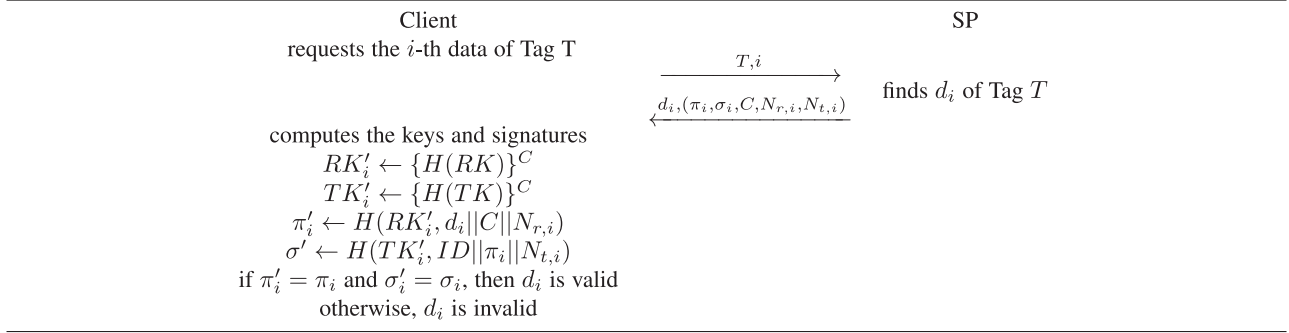 Client SP
requests the i-th data of Tag T
T,i
finds d_i of Tag T
d_i,(π_i,σ_i,C,N_{r,i},N_{t,i})
computes the keys and signatures
RK′_i ← {H(RK)}^C
TK′_i ← {H(TK)}^C
π′_i ← H(RK′_i, d_i||C||N_{r,i})
σ′ ← H(TK′_i, ID||π_i||N_{t,i})
if π′_i = π_i and σ′_i = σ_i, then d_i is valid
otherwise, d_i is invalid